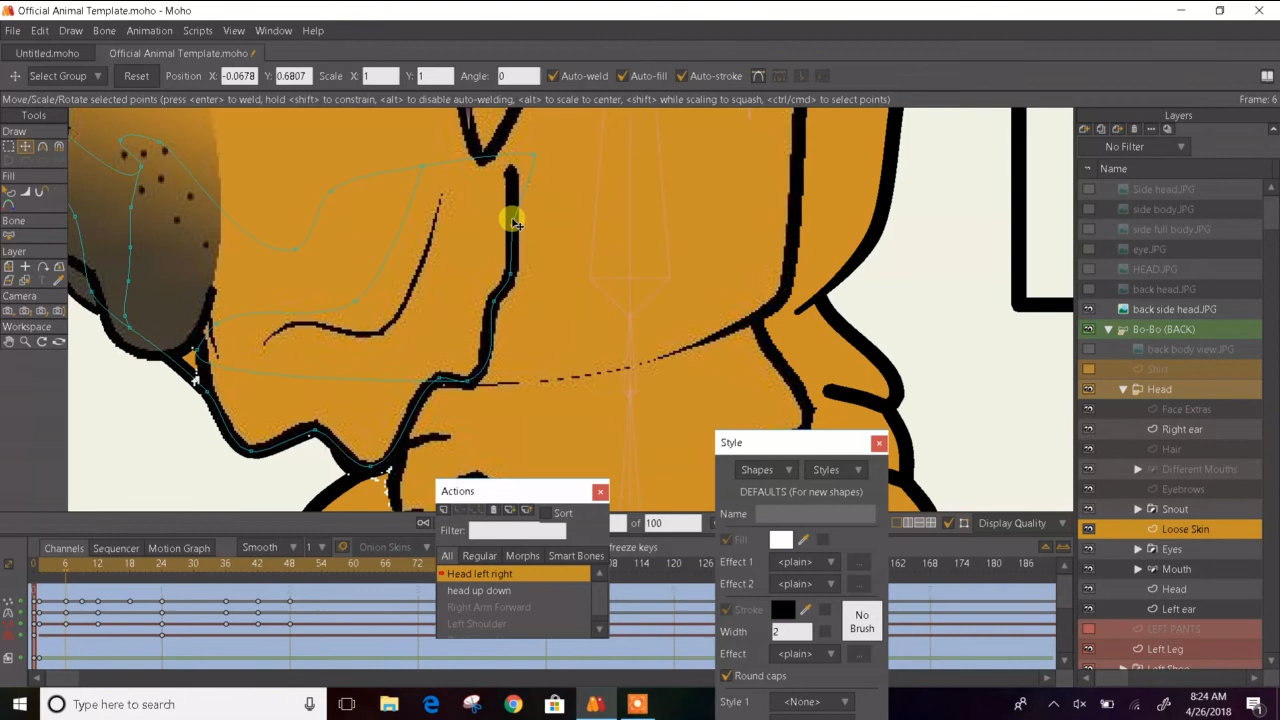 Official Animal Template.moho - Moho
File Edit Draw Bone Animation Scripts View Window Help
Untitled.moho Official Animal Template.moho
Select Group Reset Position X: -0.0678 Y: 0.6807 Scale X: 1 Y: 1 Angle: 0 Auto-weld Auto-fill Auto-stroke
Move/Scale/Rotate selected points (press <enter> to weld, hold <shift> to constrain, <alt> to disable auto-welding, <alt> to scale to center, <shift> while scaling to squash, <ctrl/cmd> to select points) Frame: 6
Tools
Draw
Fill
Bone
Layer
Camera
Workspace
Layers
No Filter
Name
Side head.JPG
side body.JPG
side full body.JPG
eye.JPG
HEAD.JPG
back head.JPG
back side head.JPG
Bo-Bo (BACK)
back body view.JPG
Shirt
Head
Face Extras
Right ear
Hair
Different Mouths
Eyebrows
Snout
Loose Skin
Eyes
Mouth
Head
Left ear
LEFT PANTS
Left Leg
Left Shoe
Style
Shapes Styles
DEFAULTS (For new shapes)
Name
Fill
Effect 1 <plain> ...
Effect 2 <plain> ...
Stroke
Width 2
No Brush
Effect <plain> ...
Round caps
Style 1 <None>
Actions
Sort
Filter:
All Regular Morphs Smart Bones
Head left right
head up down
Right Arm Forward
Left Shoulder
of 100 Display Quality
Channels Sequencer Motion Graph Smooth 1 Onion Skins freeze keys
0 6 12 18 24 30 36 42 48 54 60 66 72 108 114 120 126 162 168 174 180 186
Type here to search
8:24 AM
4/26/2018